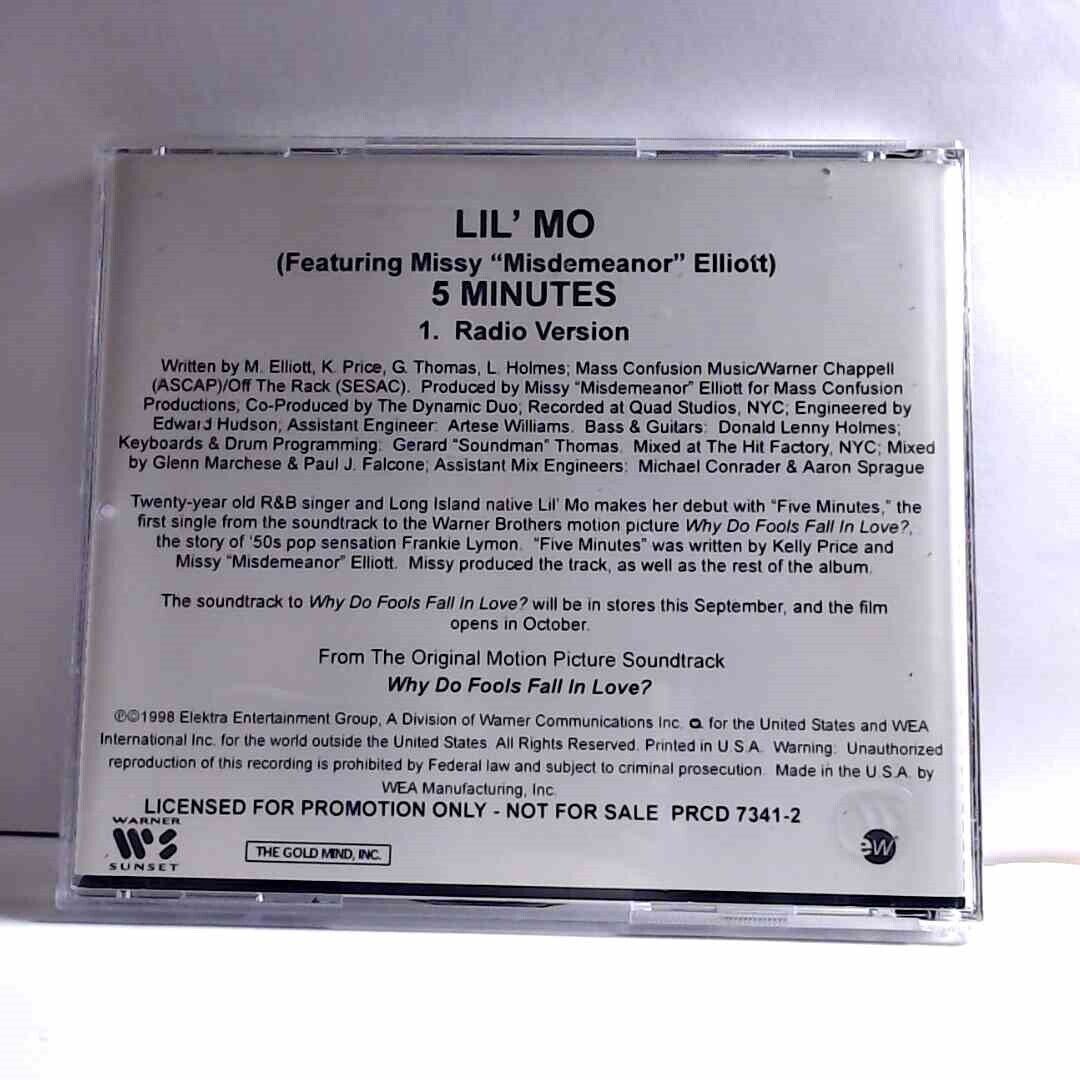 LIL' MO
(Featuring Missy “Misdemeanor” Elliott)
5 MINUTES
1. Radio Version
Written by M. Elliott, K. Price, G. Thomas, L. Holmes; Mass Confusion Music/Warner Chappell
(ASCAP)/Off The Rack (SESAC). Produced by Missy “Misdemeanor” Elliott for Mass Confusion
Productions; Co-Produced by The Dynamic Duo; Recorded at Quad Studios, NYC; Engineered by
Edward Hudson; Assistant Engineer: Artese Williams. Bass & Guitars: Donald Lenny Holmes;
Keyboards & Drum Programming: Gerard “Soundman” Thomas. Mixed at The Hit Factory, NYC; Mixed
by Glenn Marchese & Paul J. Falcone; Assistant Mix Engineers: Michael Conrader & Aaron Sprague
Twenty-year old R&B singer and Long Island native Lil' Mo makes her debut with “Five Minutes,” the
first single from the soundtrack to the Warner Brothers motion picture Why Do Fools Fall In Love?,
the story of '50s pop sensation Frankie Lymon. “Five Minutes” was written by Kelly Price and
Missy “Misdemeanor” Elliott. Missy produced the track, as well as the rest of the album.
The soundtrack to Why Do Fools Fall In Love? will be in stores this September, and the film
opens in October.
From The Original Motion Picture Soundtrack
Why Do Fools Fall In Love?
℗©1998 Elektra Entertainment Group, A Division of Warner Communications Inc. for the United States and WEA
International Inc. for the world outside the United States. All Rights Reserved. Printed in U.S.A. Warning: Unauthorized
reproduction of this recording is prohibited by Federal law and subject to criminal prosecution. Made in the U.S.A. by
WEA Manufacturing, Inc.
LICENSED FOR PROMOTION ONLY - NOT FOR SALE PRCD 7341-2
WARNER
WS
SUNSET
THE GOLD MIND, INC.
ew